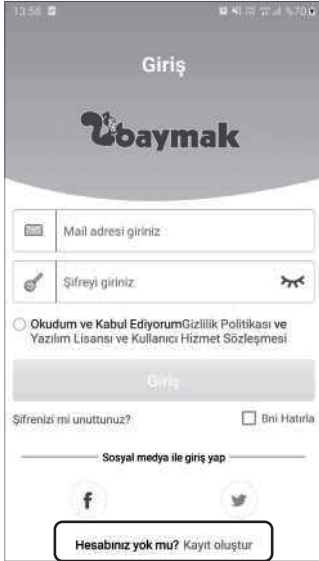 13:58
%70
Giriş
baymak
Mail adresi giriniz
Şifreyi giriniz
Okudum ve Kabul EdiyorumGizlilik Politikası ve
Yazılım Lisansı ve Kullanıcı Hizmet Sözleşmesi
Giriş
Şifrenizi mi unuttunuz?
Bni Hatırla
Sosyal medya ile giriş yap
f
Hesabınız yok mu? Kayıt oluştur